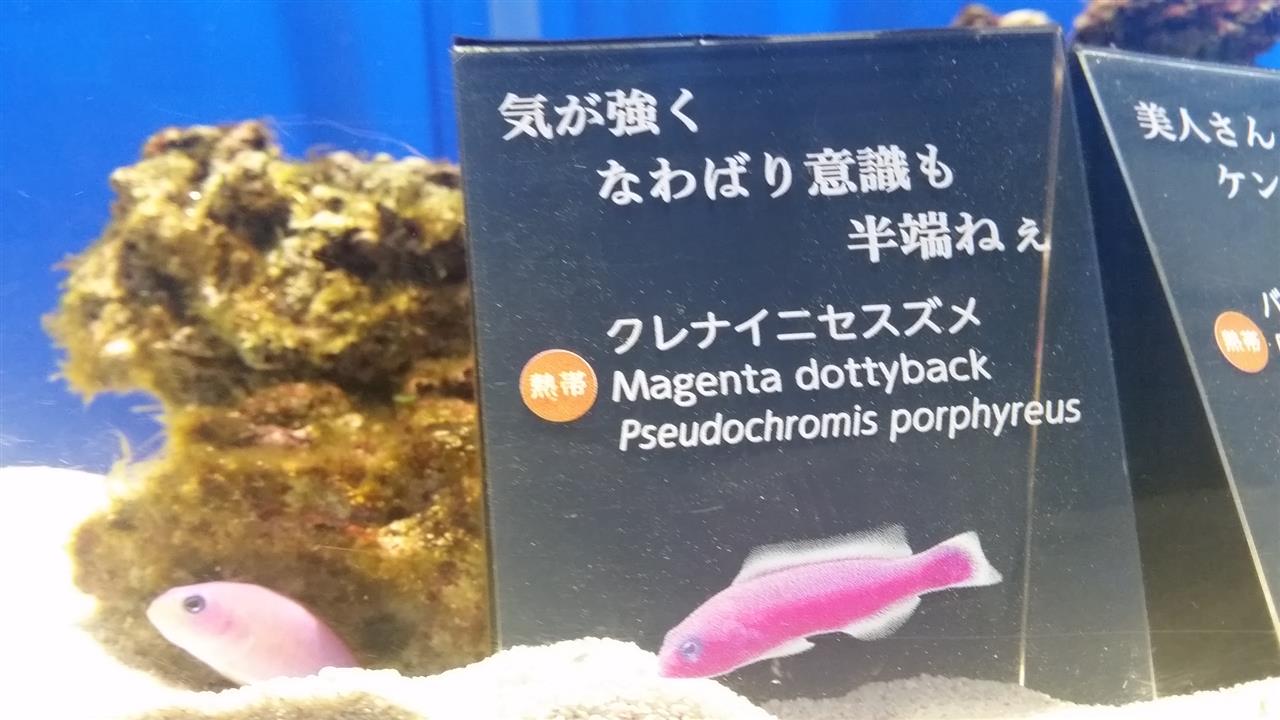 気が強く
なわばり意識も
半端ねぇ
クレナイニセスズメ
熱帯
Magenta dottyback
Pseudochromis porphyreus
美人さん
ケン
熱帯